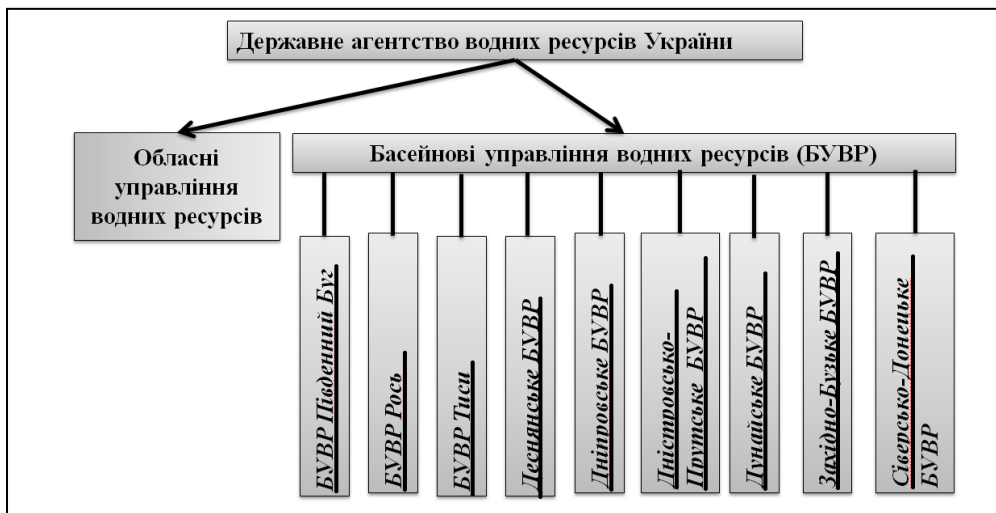 Державне агентство водних ресурсів України
Обласні
управління
водних ресурсів
Басейнові управління водних ресурсів (БУВР)
БУВР Південний Буг
БУВР Рось
БУВР Тиси
Деснянське БУВР
Дніпровське БУВР
Дністровсько-
Прутське БУВР
Дунайське БУВР
Західно-Бузьке БУВР
Сіверсько-Донецьке
БУВР